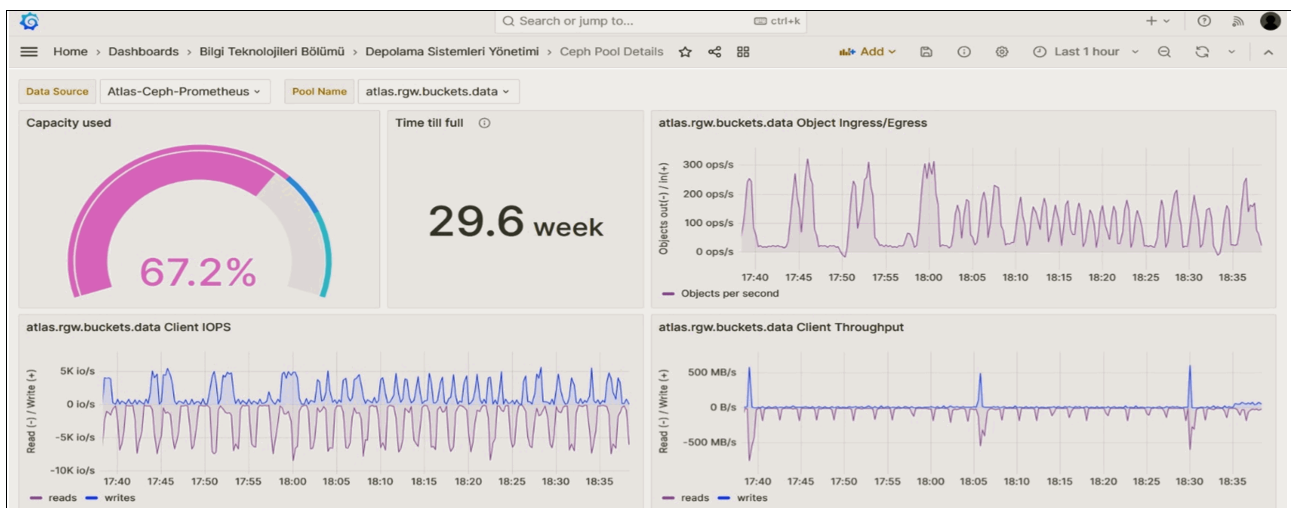 Search or jump to... ctrl+k
Home › Dashboards › Bilgi Teknolojileri Bölümü › Depolama Sistemleri Yönetimi › Ceph Pool Details Add Last 1 hour
Data Source Atlas-Ceph-Prometheus Pool Name atlas.rgw.buckets.data
Capacity used
67.2%
Time till full
29.6 week
atlas.rgw.buckets.data Object Ingress/Egress
Objects out(-) / in(+)
300 ops/s
200 ops/s
100 ops/s
0 ops/s
17:40 17:45 17:50 17:55 18:00 18:05 18:10 18:15 18:20 18:25 18:30 18:35
Objects per second
atlas.rgw.buckets.data Client IOPS
Read (-) / Write (+)
5K io/s
0 io/s
-5K io/s
-10K io/s
17:40 17:45 17:50 17:55 18:00 18:05 18:10 18:15 18:20 18:25 18:30 18:35
reads writes
atlas.rgw.buckets.data Client Throughput
Read (-) / Write (+)
500 MB/s
0 B/s
-500 MB/s
17:40 17:45 17:50 17:55 18:00 18:05 18:10 18:15 18:20 18:25 18:30 18:35
reads writes